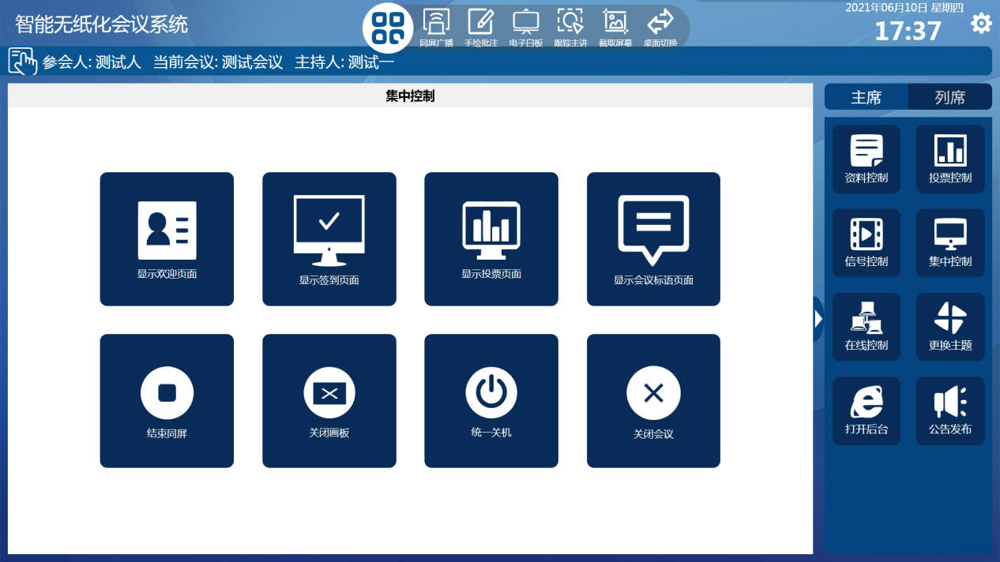 智能无纸化会议系统
同屏广播 手绘批注 电子白板 跟踪主讲 截取屏幕 桌面切换
2021年06月10日 星期四
17:37
参会人: 测试人 当前会议: 测试会议 主持人: 测试一
集中控制
主席 列席
显示欢迎页面 显示签到页面 显示投票页面 显示会议标语页面
结束同屏 关闭画板 统一关机 关闭会议
资料控制 投票控制
信号控制 集中控制
在线控制 更换主题
打开后台 公告发布